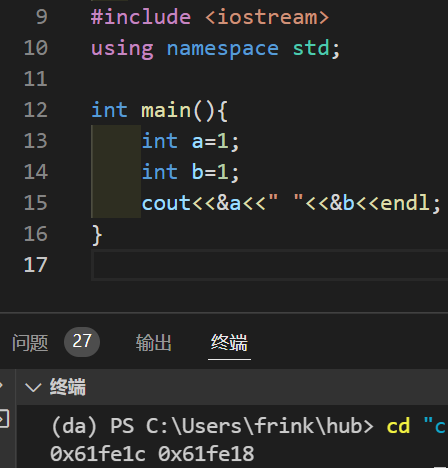 9 #include <iostream>
10 using namespace std;
11
12 int main(){
13     int a=1;
14     int b=1;
15     cout<<&a<<" "<<&b<<endl;
16 }
17
问题 27 输出 终端
终端
(da) PS C:\Users\frink\hub> cd "c
0x61fe1c 0x61fe18